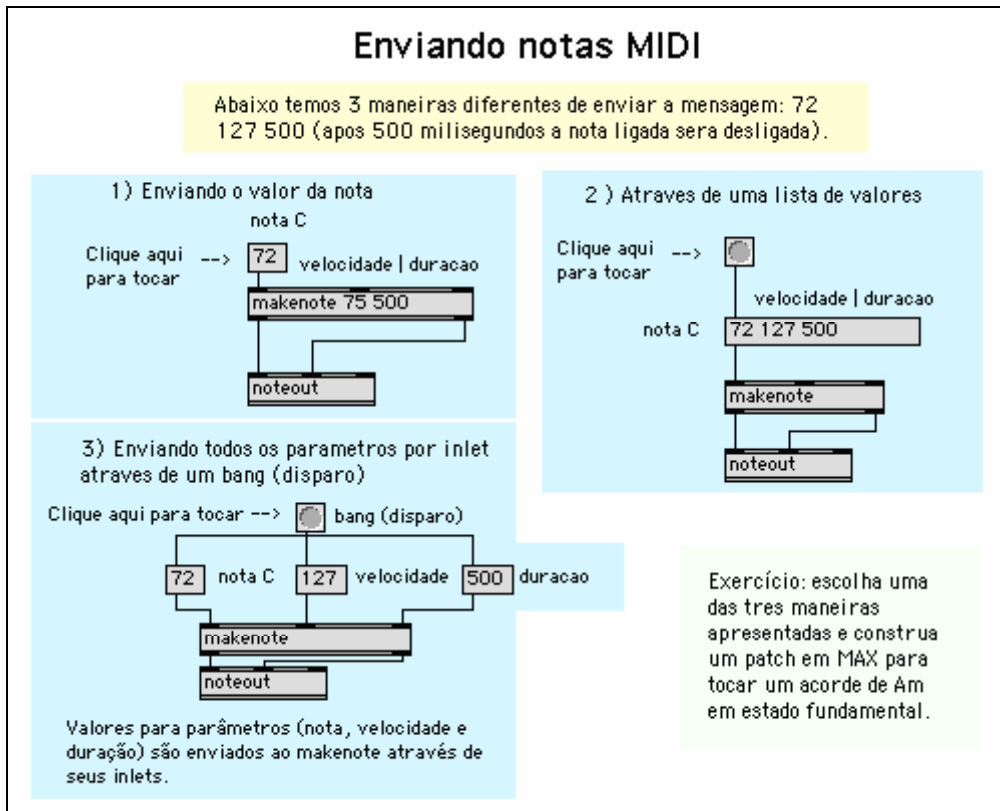 Enviando notas MIDI
Abaixo temos 3 maneiras diferentes de enviar a mensagem: 72
127 500 (apos 500 milisegundos a nota ligada sera desligada).
1) Enviando o valor da nota
nota C
Clique aqui
para tocar
-->
72
velocidade | duracao
makenote 75 500
noteout
2 ) Atraves de uma lista de valores
Clique aqui
para tocar
-->
velocidade | duracao
nota C
72 127 500
makenote
noteout
3) Enviando todos os parametros por inlet
atraves de um bang (disparo)
Clique aqui para tocar -->
bang (disparo)
72
nota C
127
velocidade
500
duracao
makenote
noteout
Valores para parâmetros (nota, velocidade e
duração) são enviados ao makenote através de
seus inlets.
Exercício: escolha uma
das tres maneiras
apresentadas e construa
um patch em MAX para
tocar um acorde de Am
em estado fundamental.